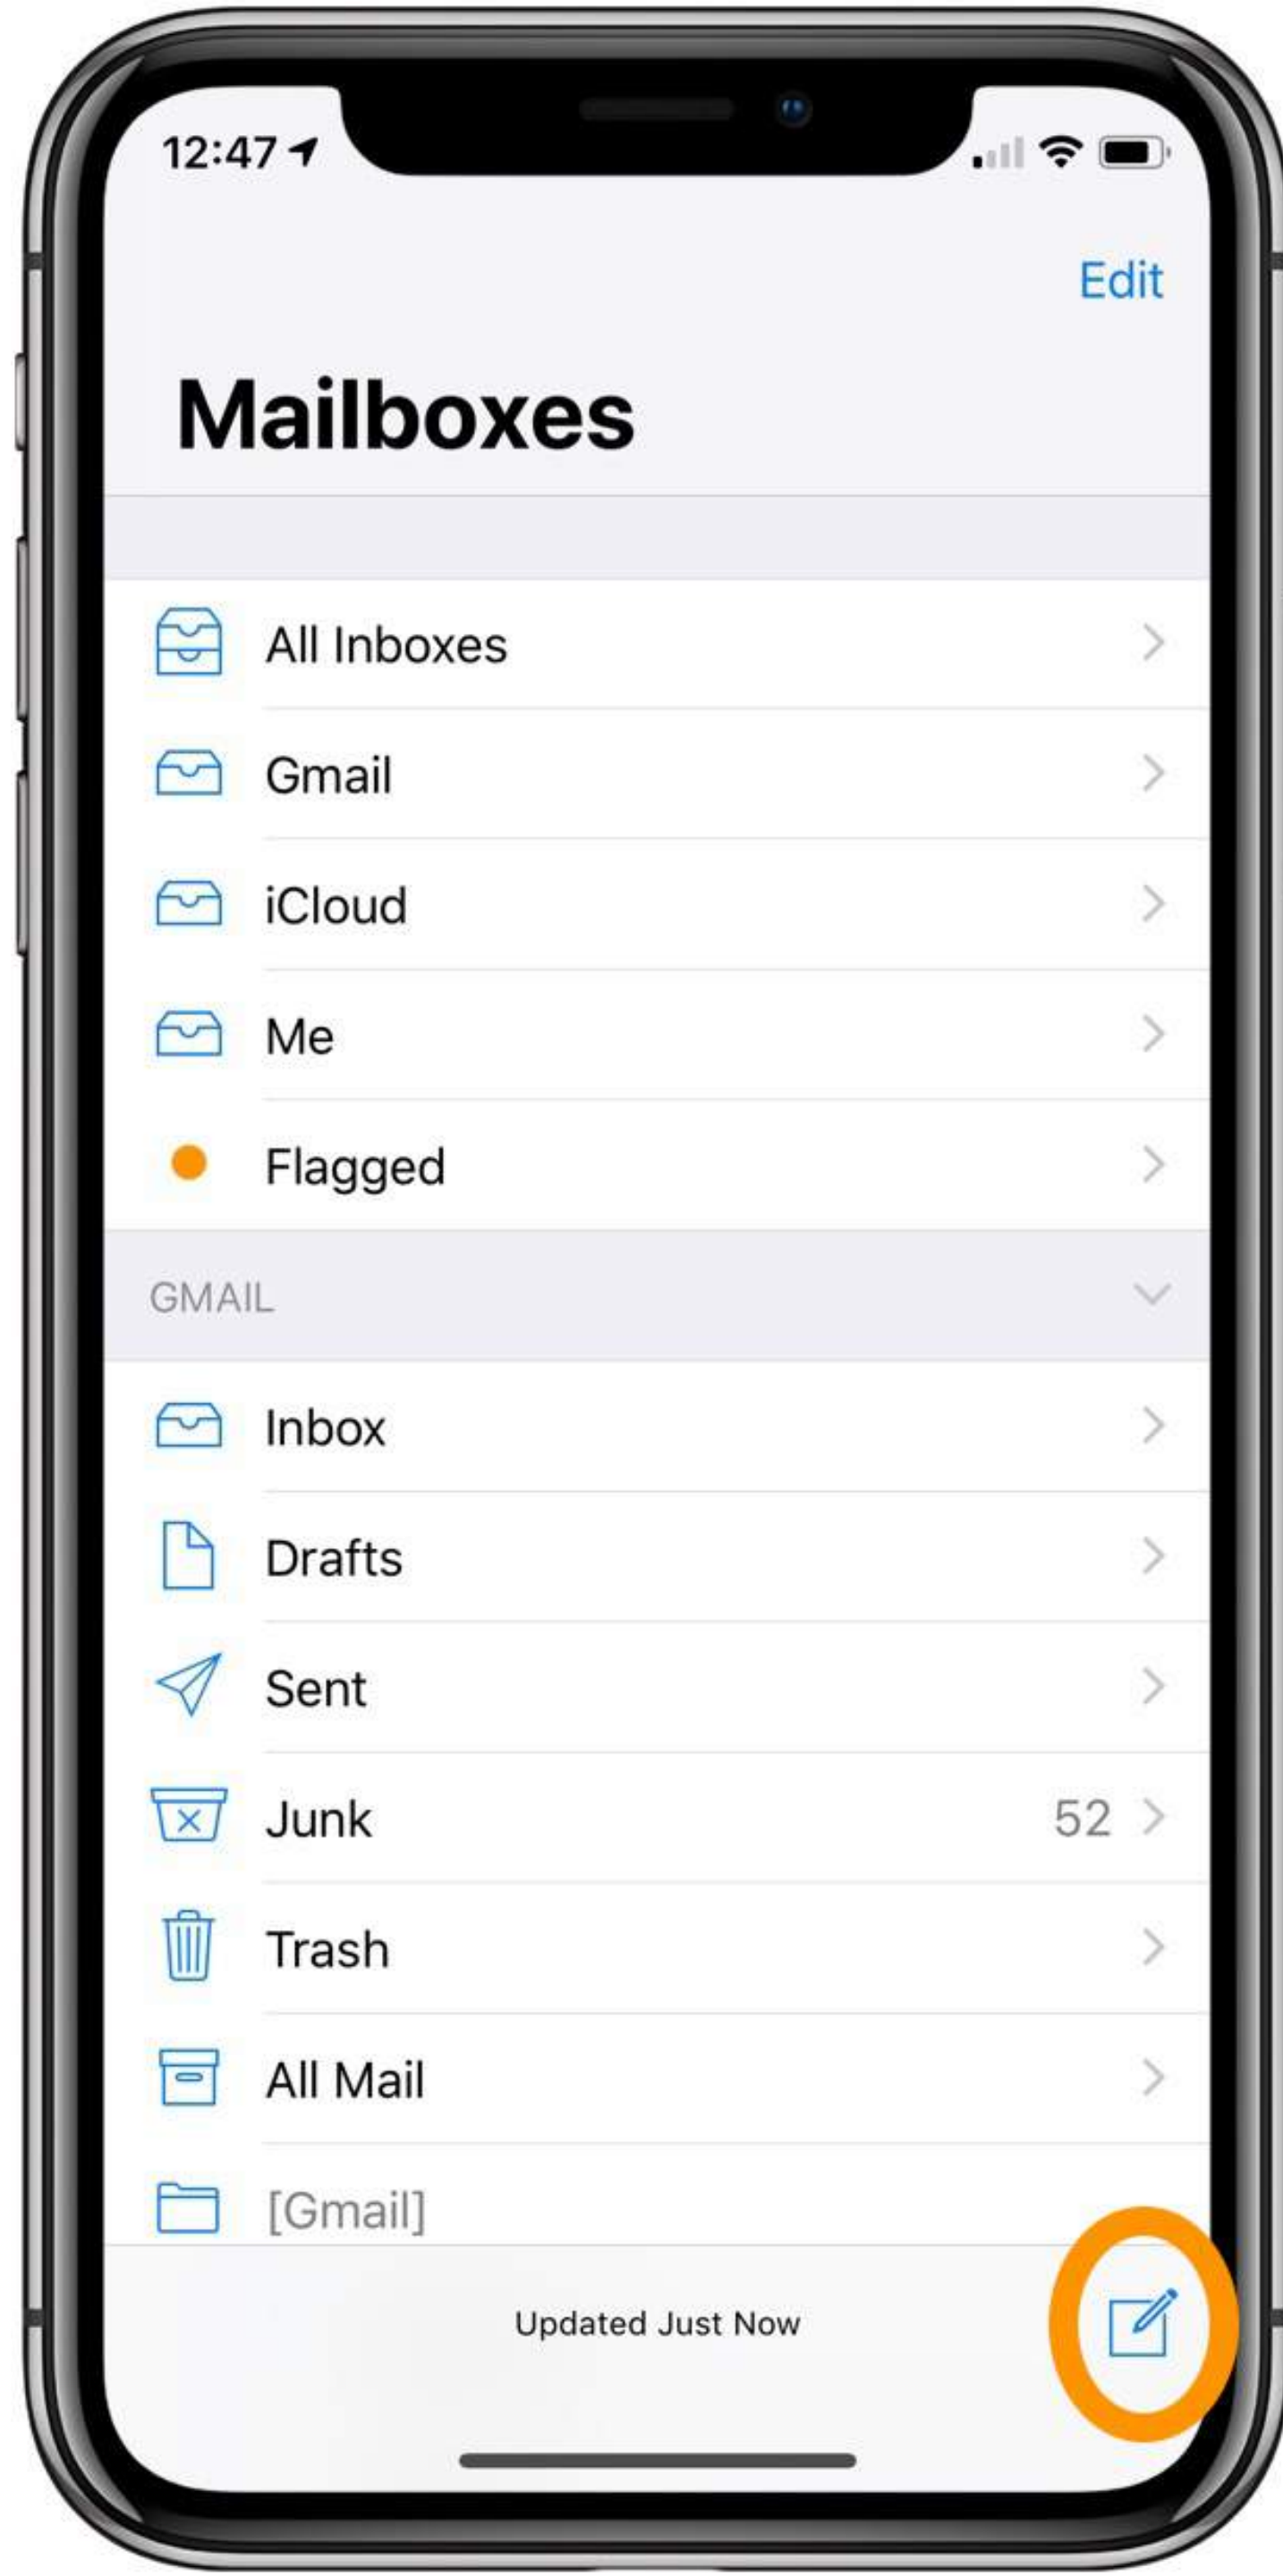 12:47
Edit
Mailboxes
All Inboxes
Gmail
iCloud
Me
Flagged
GMAIL
Inbox
Drafts
Sent
Junk 52
Trash
All Mail
[Gmail]
Updated Just Now